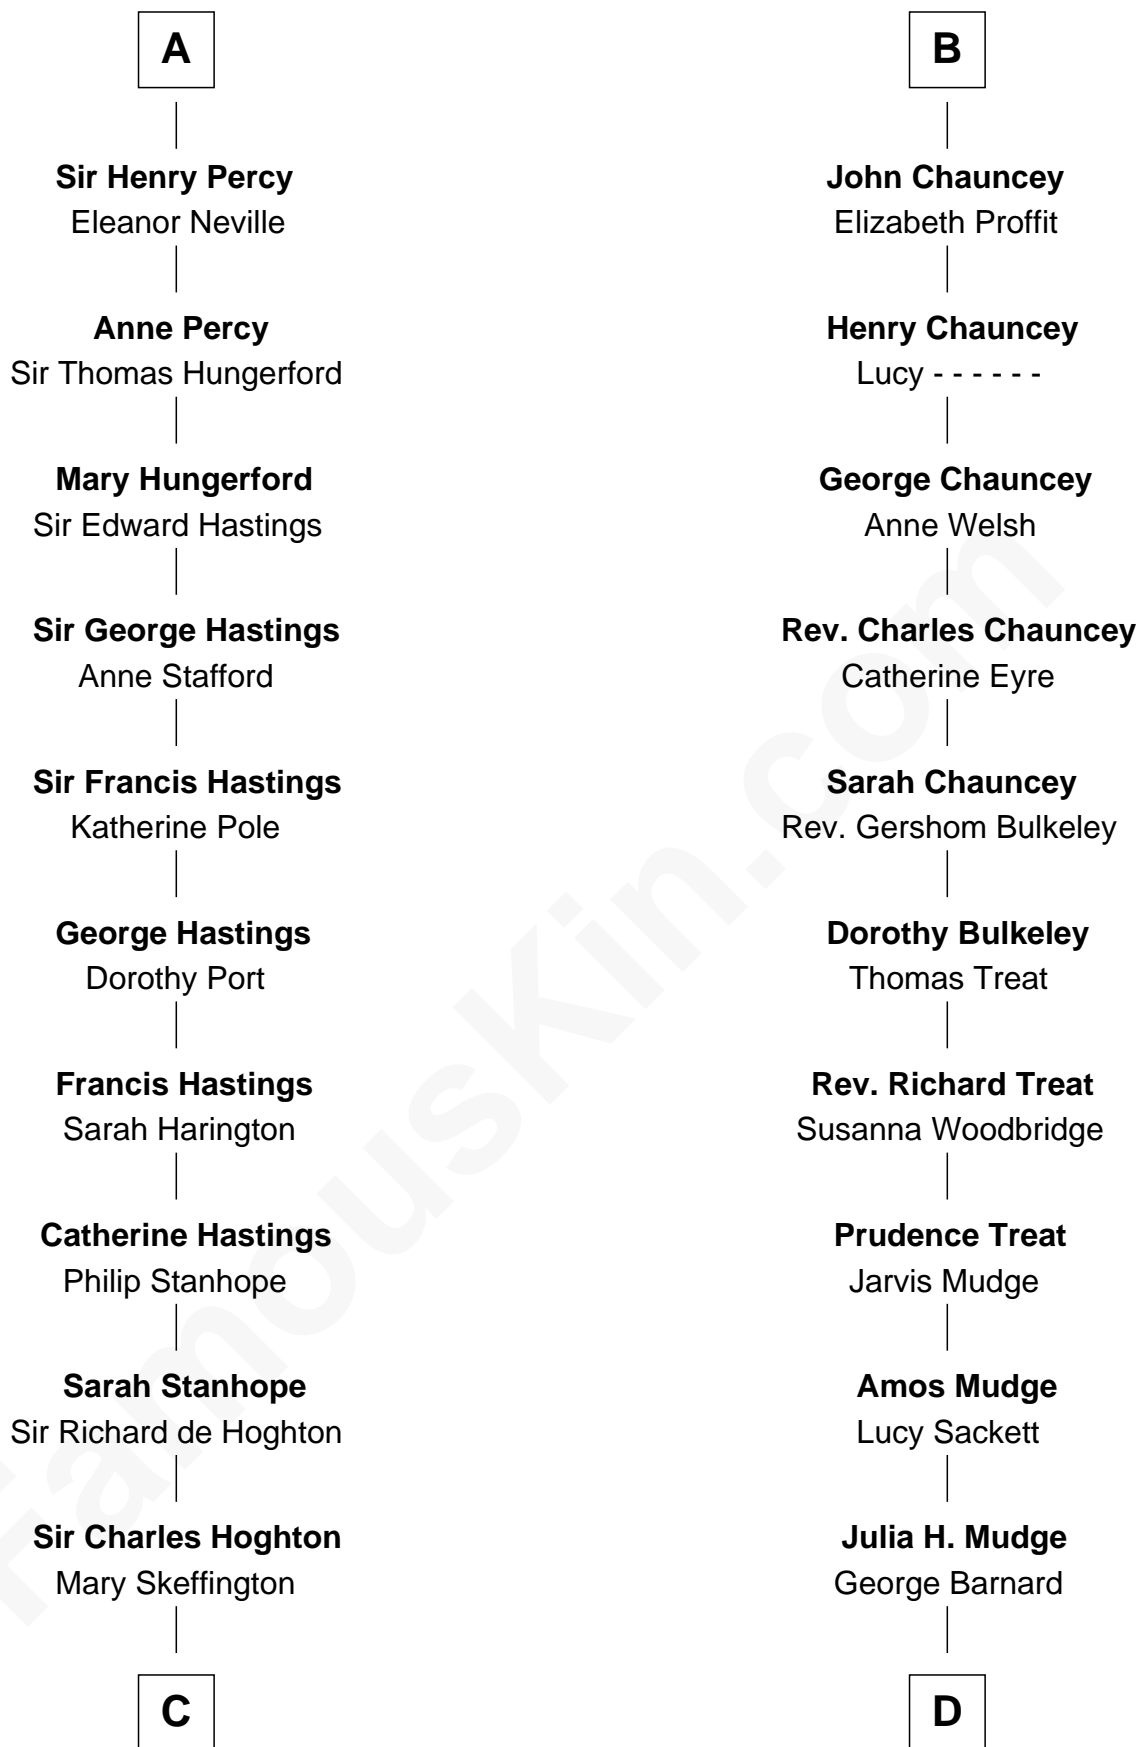 A
Sir Henry Percy
Eleanor Neville
Anne Percy
Sir Thomas Hungerford
Mary Hungerford
Sir Edward Hastings
Sir George Hastings
Anne Stafford
Sir Francis Hastings
Katherine Pole
George Hastings
Dorothy Port
Francis Hastings
Sarah Harington
Catherine Hastings
Philip Stanhope
Sarah Stanhope
Sir Richard de Hoghton
Sir Charles Hoghton
Mary Skeffington
C
B
John Chauncey
Elizabeth Proffit
Henry Chauncey
Lucy - - - - - -
George Chauncey
Anne Welsh
Rev. Charles Chauncey
Catherine Eyre
Sarah Chauncey
Rev. Gershom Bulkeley
Dorothy Bulkeley
Thomas Treat
Rev. Richard Treat
Susanna Woodbridge
Prudence Treat
Jarvis Mudge
Amos Mudge
Lucy Sackett
Julia H. Mudge
George Barnard
D
FamousKin.com